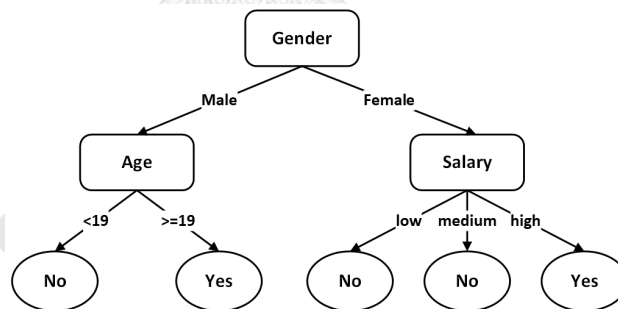 Gender
Male Female
Age Salary
<19 >=19 low medium high
No Yes No No Yes